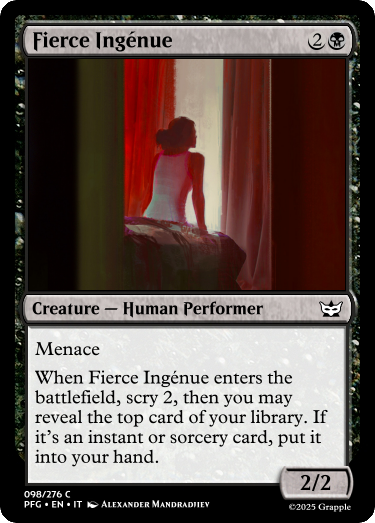 Fierce Ingénue 2
Creature — Human Performer
Menace
When Fierce Ingénue enters the
battlefield, scry 2, then you may
reveal the top card of your library. If
it's an instant or sorcery card, put it
into your hand.
2/2
098/276 C
PFG • EN • IT Alexander Mandradjiev
©2025 Grapple